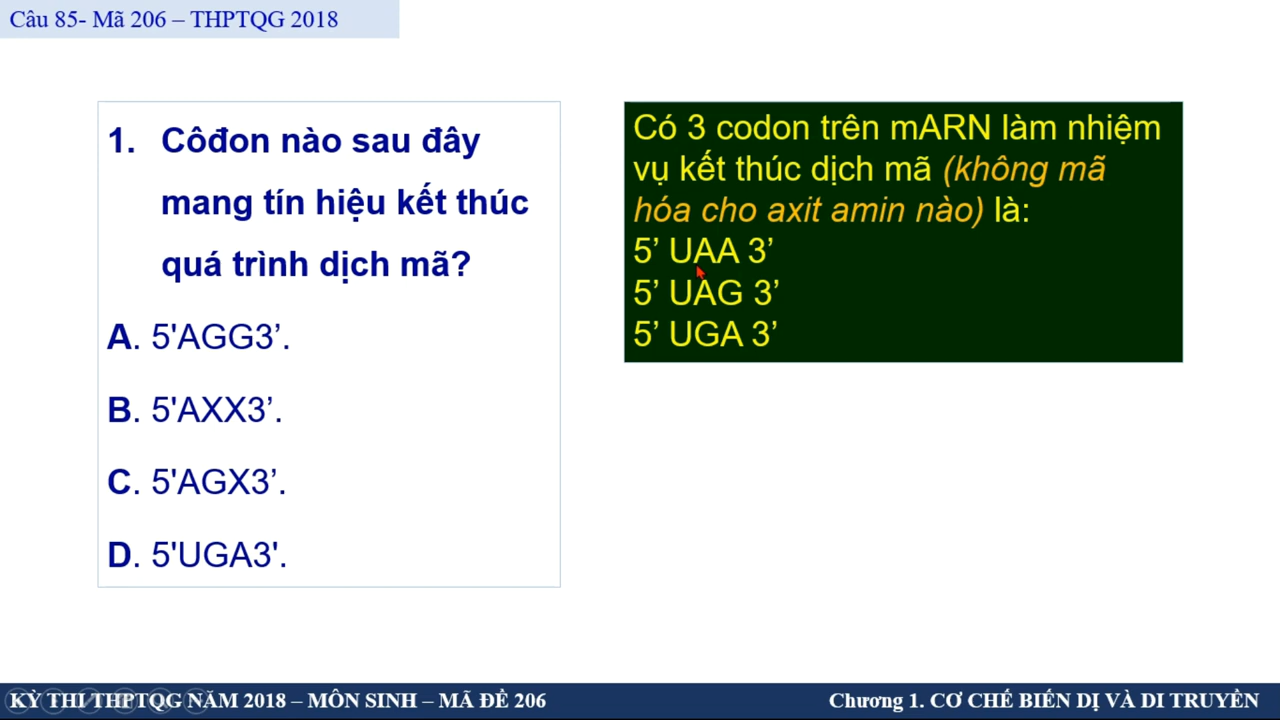 Câu 85- Mã 206 – THPTQG 2018
1. Côđon nào sau đây
mang tín hiệu kết thúc
quá trình dịch mã?
A. 5'AGG3’.
B. 5'AXX3’.
C. 5'AGX3’.
D. 5'UGA3'.
Có 3 codon trên mARN làm nhiệm
vụ kết thúc dịch mã (không mã
hóa cho axit amin nào) là:
5’ UAA 3’
5’ UAG 3’
5’ UGA 3’
KỲ THI THPTQG NĂM 2018 – MÔN SINH – MÃ ĐỀ 206
Chương 1. CƠ CHẾ BIẾN DỊ VÀ DI TRUYỀN